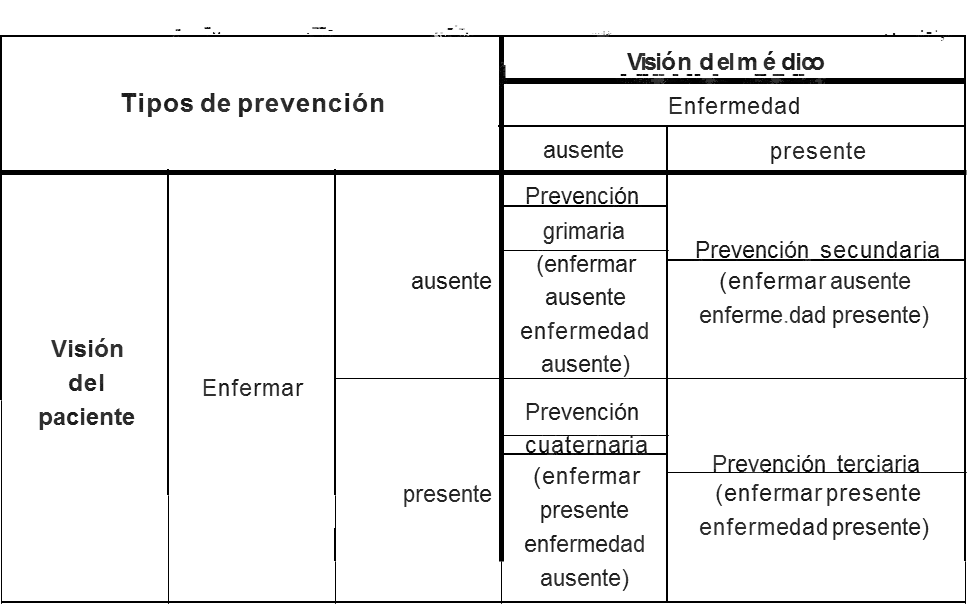 Visión del médico
Tipos de prevención
Enfermedad
ausente
presente
Visión
del
paciente
Enfermar
ausente
Prevención
grimaria
(enfermar
ausente
enfermedad
ausente)
Prevención secundaria
(enfermar ausente
enferme.dad presente)
presente
Prevención
cuaternaria
(enfermar
presente
enfermedad
ausente)
Prevención terciaria
(enfermar presente
enfermedad presente)